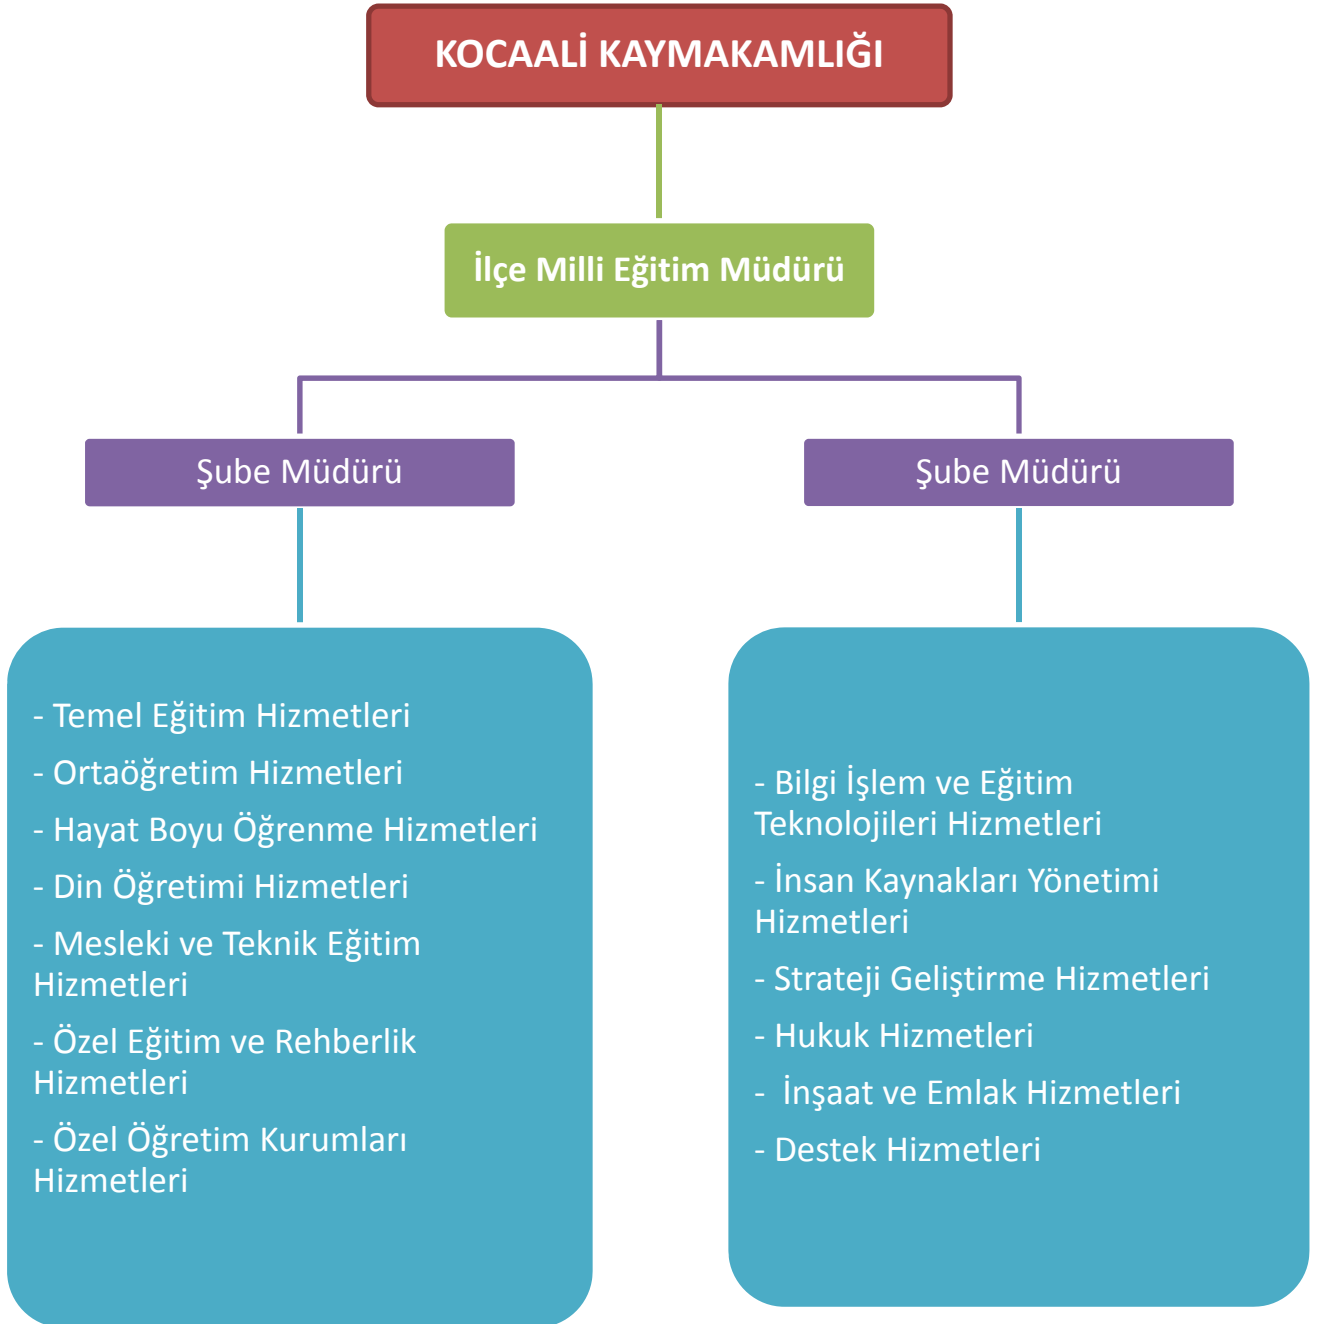 KOCAALİ KAYMAKAMLIĞI
İlçe Milli Eğitim Müdürü
Şube Müdürü
Şube Müdürü
- Temel Eğitim Hizmetleri
- Ortaöğretim Hizmetleri
- Hayat Boyu Öğrenme Hizmetleri
- Din Öğretimi Hizmetleri
- Mesleki ve Teknik Eğitim
Hizmetleri
- Özel Eğitim ve Rehberlik
Hizmetleri
- Özel Öğretim Kurumları
Hizmetleri
- Bilgi İşlem ve Eğitim
Teknolojileri Hizmetleri
- İnsan Kaynakları Yönetimi
Hizmetleri
- Strateji Geliştirme Hizmetleri
- Hukuk Hizmetleri
-  İnşaat ve Emlak Hizmetleri
- Destek Hizmetleri